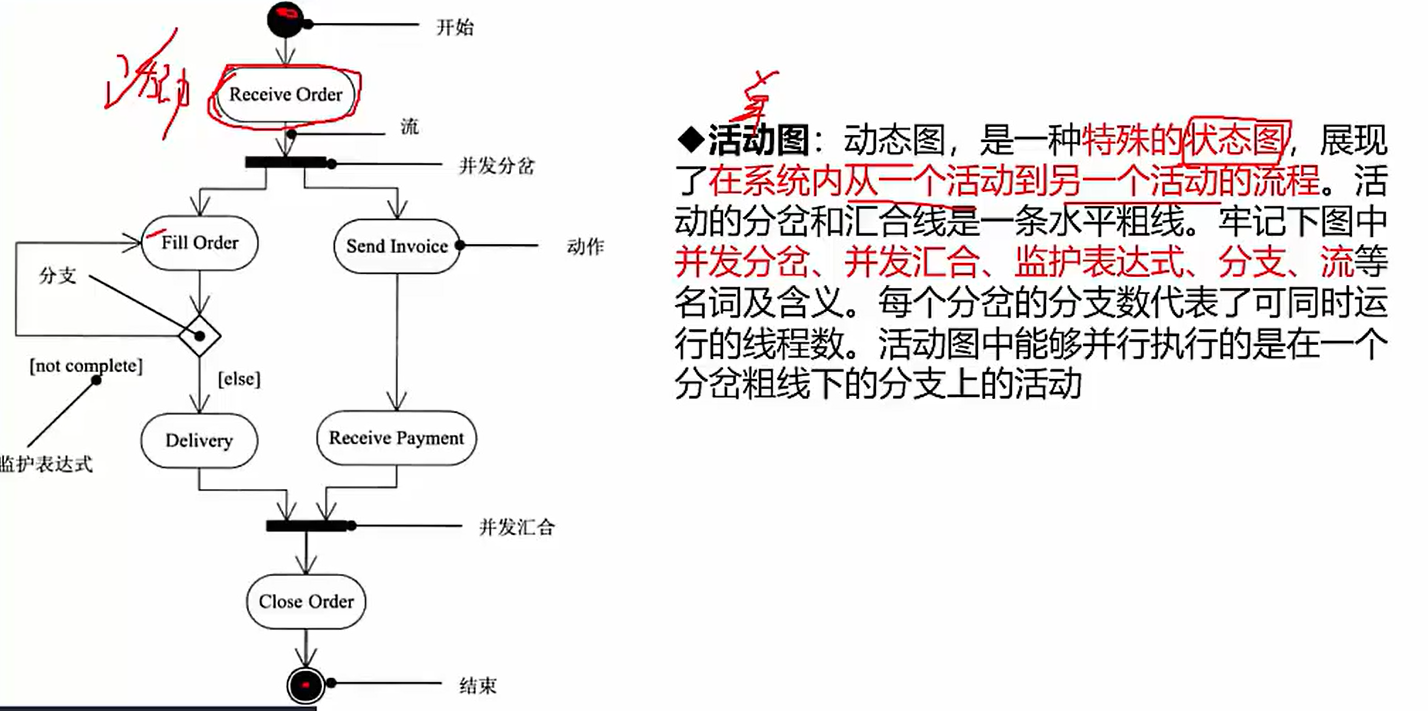 开始
Receive Order
流
并发分岔
Fill Order
Send Invoice
动作
分支
[not complete]
[else]
监护表达式
Delivery
Receive Payment
并发汇合
Close Order
结束
◆活动图：动态图，是一种特殊的状态图，展现
了在系统内从一个活动到另一个活动的流程。活
动的分岔和汇合线是一条水平粗线。牢记下图中
并发分岔、并发汇合、监护表达式、分支、流等
名词及含义。每个分岔的分支数代表了可同时运
行的线程数。活动图中能够并行执行的是在一个
分岔粗线下的分支上的活动